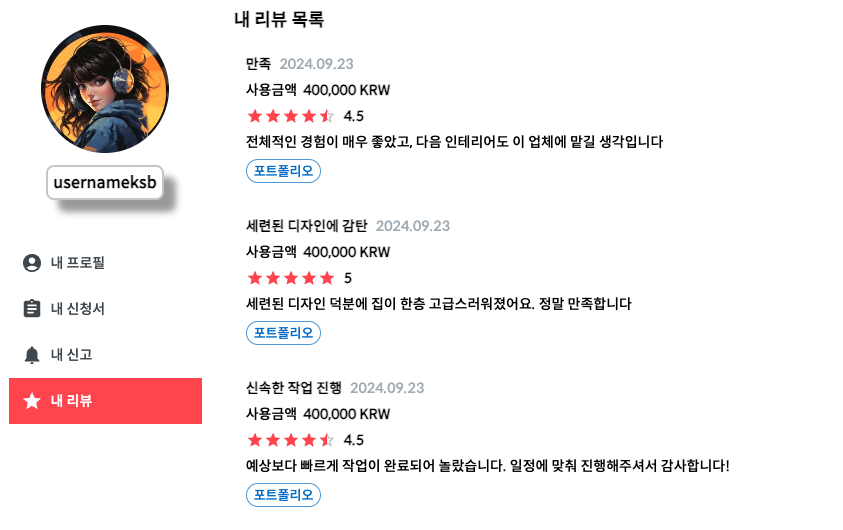 usernameksb
내 프로필
내 신청서
내 신고
내 리뷰
내 리뷰 목록
만족 2024.09.23
사용금액 400,000 KRW
4.5
전체적인 경험이 매우 좋았고, 다음 인테리어도 이 업체에 맡길 생각입니다
포트폴리오
세련된 디자인에 감탄 2024.09.23
사용금액 400,000 KRW
5
세련된 디자인 덕분에 집이 한층 고급스러워졌어요. 정말 만족합니다
포트폴리오
신속한 작업 진행 2024.09.23
사용금액 400,000 KRW
4.5
예상보다 빠르게 작업이 완료되어 놀랐습니다. 일정에 맞춰 진행해주셔서 감사합니다!
포트폴리오